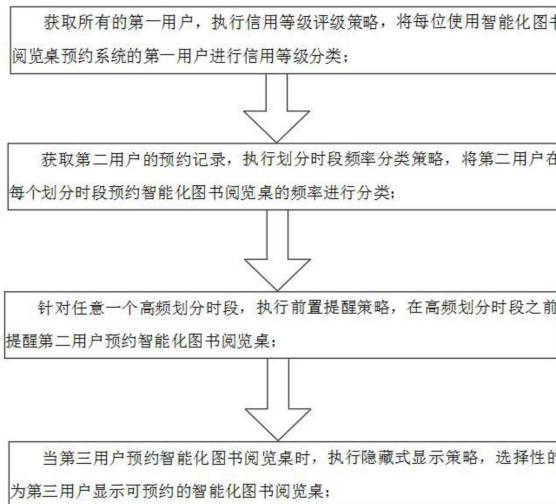 获取所有的第一用户，执行信用等级评级策略，将每位使用智能化图书
阅览桌预约系统的第一用户进行信用等级分类；
获取第二用户的预约记录，执行划分时段频率分类策略，将第二用户在
每个划分时段预约智能化图书阅览桌的频率进行分类；
针对任意一个高频划分时段，执行前置提醒策略，在高频划分时段之前
提醒第二用户预约智能化图书阅览桌；
当第三用户预约智能化图书阅览桌时，执行隐藏式显示策略，选择性的
为第三用户显示可预约的智能化图书阅览桌；